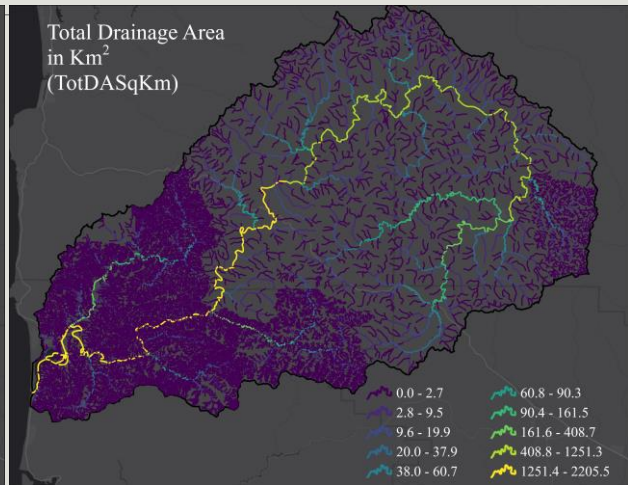 Total Drainage Area
in Km²
(TotDASqKm)
0.0 - 2.7
2.8 - 9.5
9.6 - 19.9
20.0 - 37.9
38.0 - 60.7
60.8 - 90.3
90.4 - 161.5
161.6 - 408.7
408.8 - 1251.3
1251.4 - 2205.5